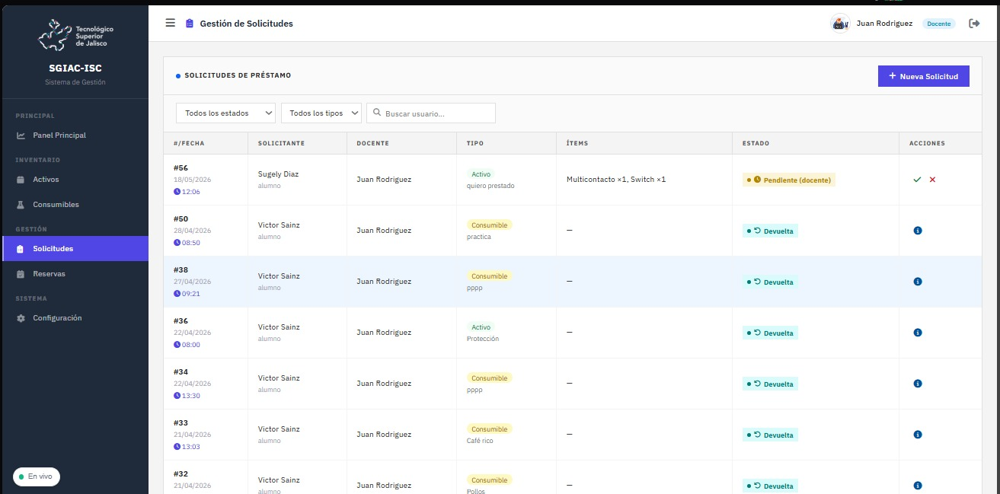 Tecnológico
Superior
de Jalisco
SGIAC-ISC
Sistema de Gestión
PRINCIPAL
Panel Principal
INVENTARIO
Activos
Consumibles
GESTIÓN
Solicitudes
Reservas
SISTEMA
Configuración
En vivo
Gestión de Solicitudes
Juan Rodriguez Docente
SOLICITUDES DE PRÉSTAMO
+ Nueva Solicitud
Todos los estados Todos los tipos Buscar usuario...
#/FECHA SOLICITANTE DOCENTE TIPO ÍTEMS ESTADO ACCIONES
#56
18/05/2026
12:06
Sugely Diaz
alumno
Juan Rodriguez
Activo
quiero prestado
Multicontacto ×1, Switch ×1
Pendiente (docente)
#50
28/04/2026
08:50
Victor Sainz
alumno
Juan Rodriguez
Consumible
practica
—
Devuelta
#38
27/04/2026
09:21
Victor Sainz
alumno
Juan Rodriguez
Consumible
pppp
—
Devuelta
#36
22/04/2026
08:00
Victor Sainz
alumno
Juan Rodriguez
Activo
Protección
—
Devuelta
#34
22/04/2026
13:30
Victor Sainz
alumno
Juan Rodriguez
Consumible
pppp
—
Devuelta
#33
21/04/2026
13:03
Victor Sainz
alumno
Juan Rodriguez
Consumible
Café rico
—
Devuelta
#32
21/04/2026
Victor Sainz
alumno
Juan Rodriguez
Consumible
Pollos
—
Devuelta